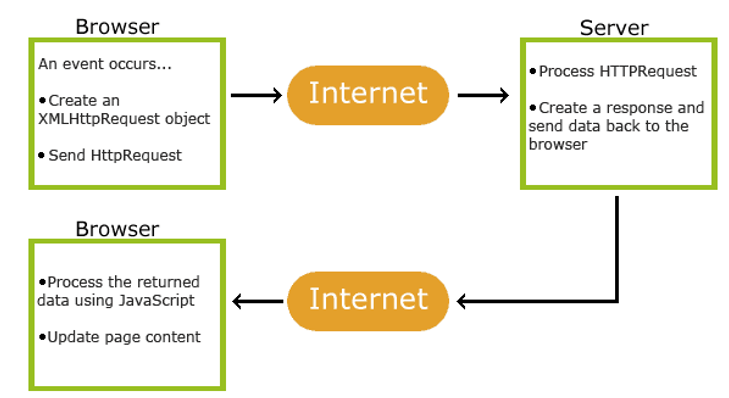 Browser
An event occurs...
•Create an
XMLHttpRequest object
• Send HttpRequest
Internet
Server
•Process HTTPRequest
•Create a response and
send data back to the
browser
Browser
•Process the returned
data using JavaScript
•Update page content
Internet